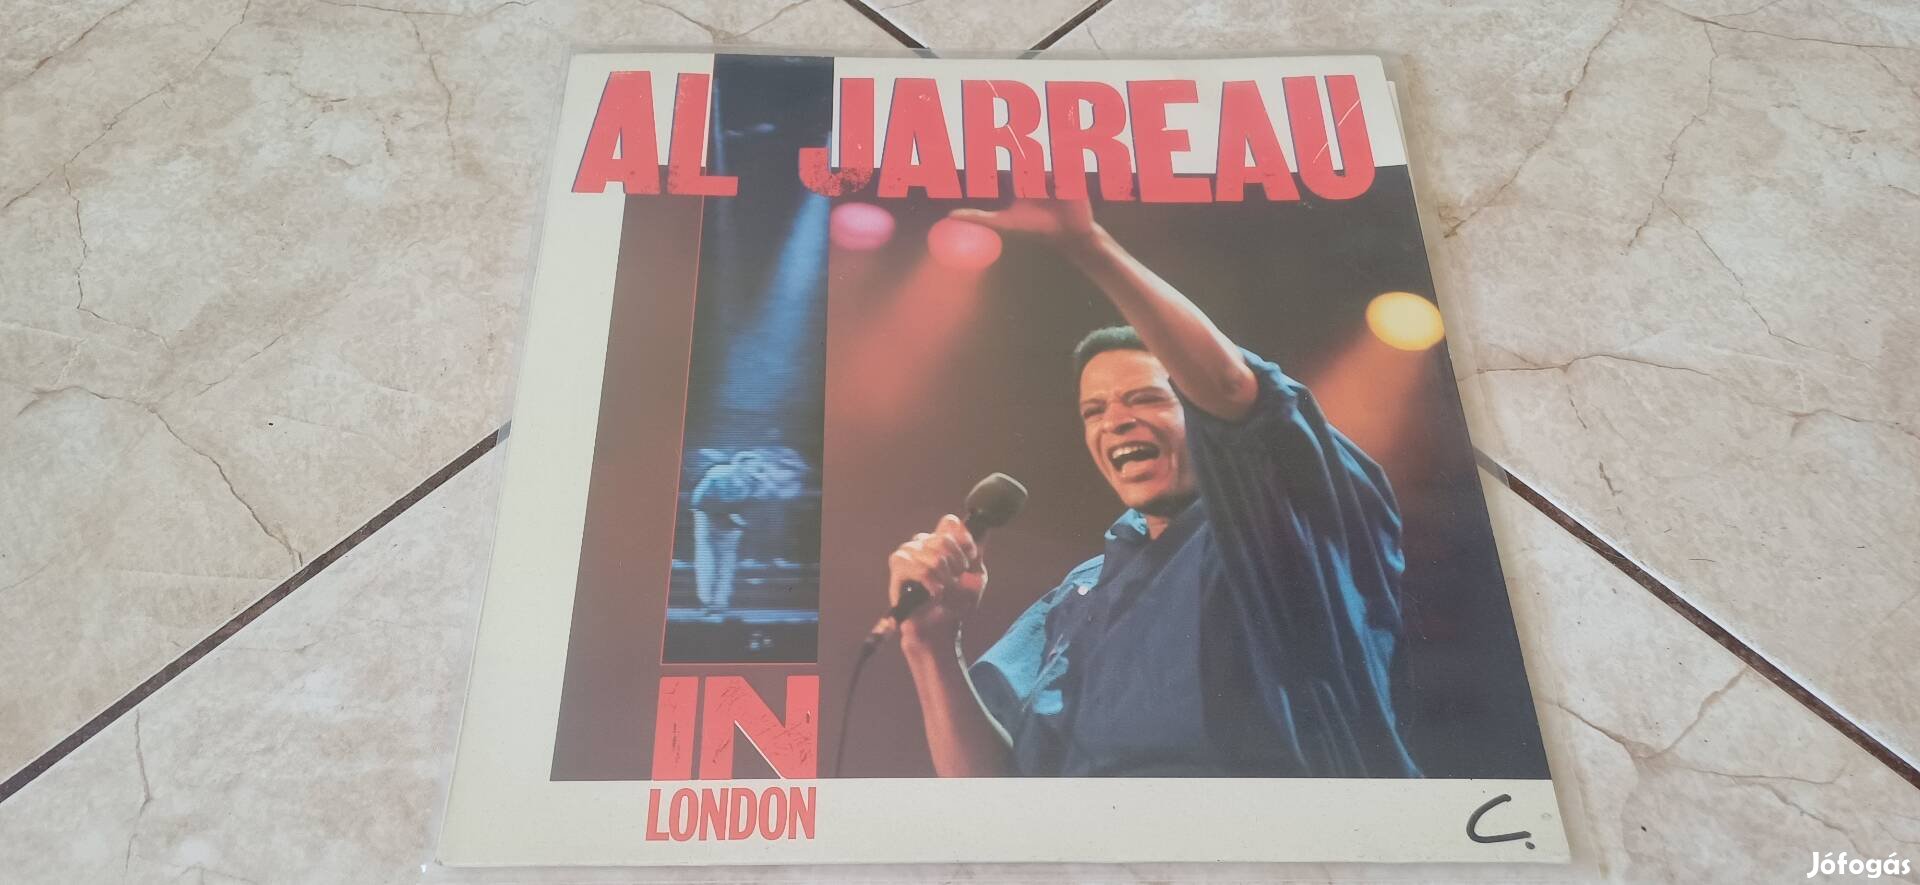 AL JARREAU
IN
LONDON
C.
Jófogás